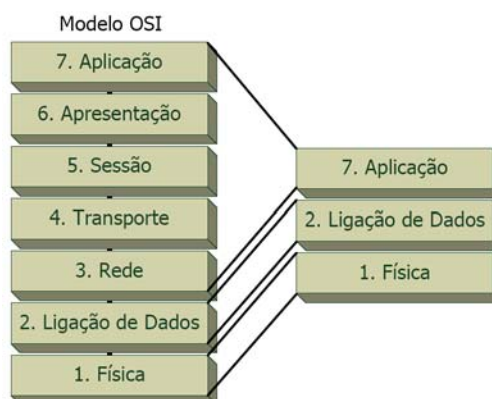 Modelo OSI
7. Aplicação
6. Apresentação
5. Sessão
4. Transporte
3. Rede
2. Ligação de Dados
1. Física
7. Aplicação
2. Ligação de Dados
1. Física